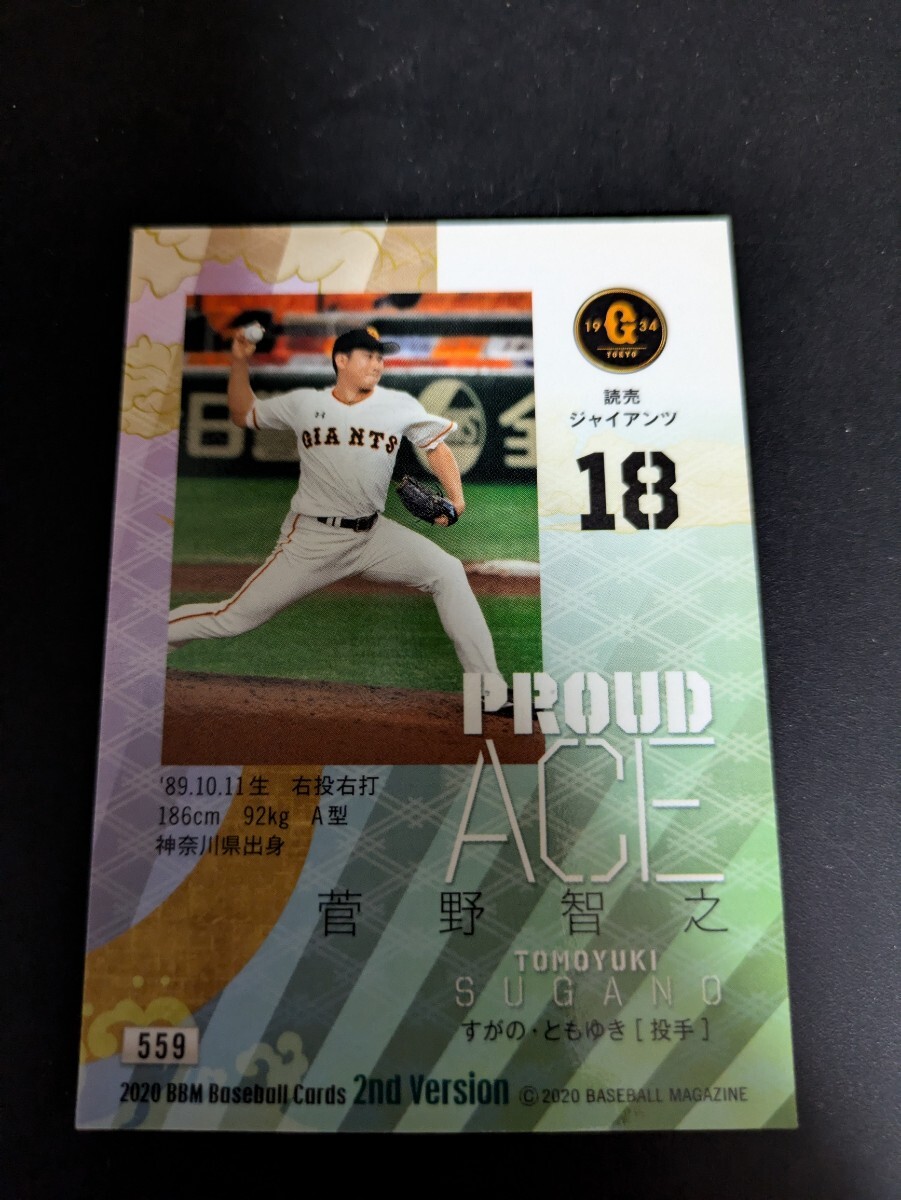 19 G 34
TOKYO
読売
ジャイアンツ
18
GIANTS
PROUD
ACE
'89.10.11生 右投右打
186cm 92kg A型
神奈川県出身
菅野智之
TOMOYUKI
SUGANO
すがの・ともゆき[投手]
559
2020 BBM Baseball Cards 2nd Version © 2020 BASEBALL MAGAZINE